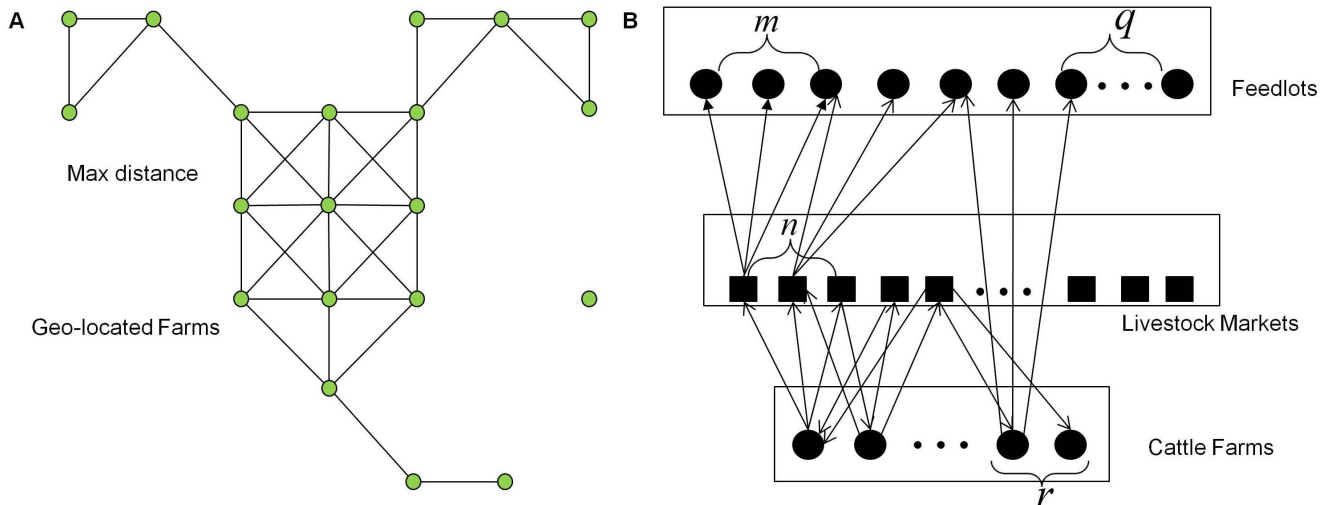 A
Max distance
Geo-located Farms
B
m
q
Feedlots
n
Livestock Markets
Cattle Farms
r